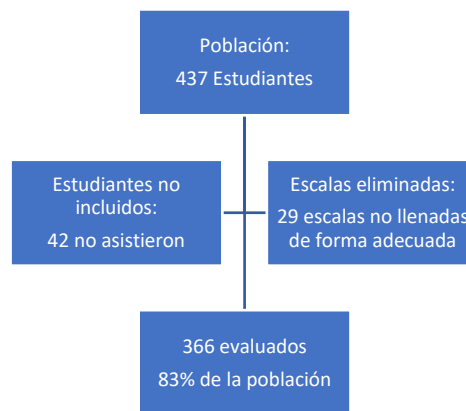 Población:
437 Estudiantes
Estudiantes no
incluidos:
42 no asistieron
Escalas eliminadas:
29 escalas no llenadas
de forma adecuada
366 evaluados
83% de la población